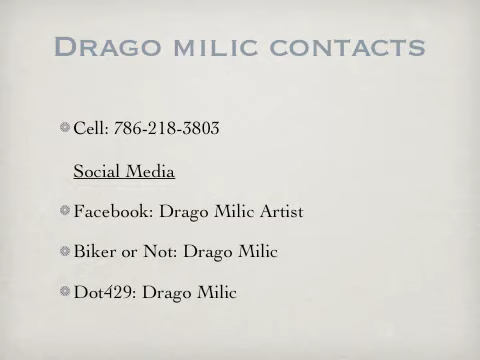 Drago milic contacts
Cell: 786-218-3803
Social Media
Facebook: Drago Milic Artist
Biker or Not: Drago Milic
Dot429: Drago Milic